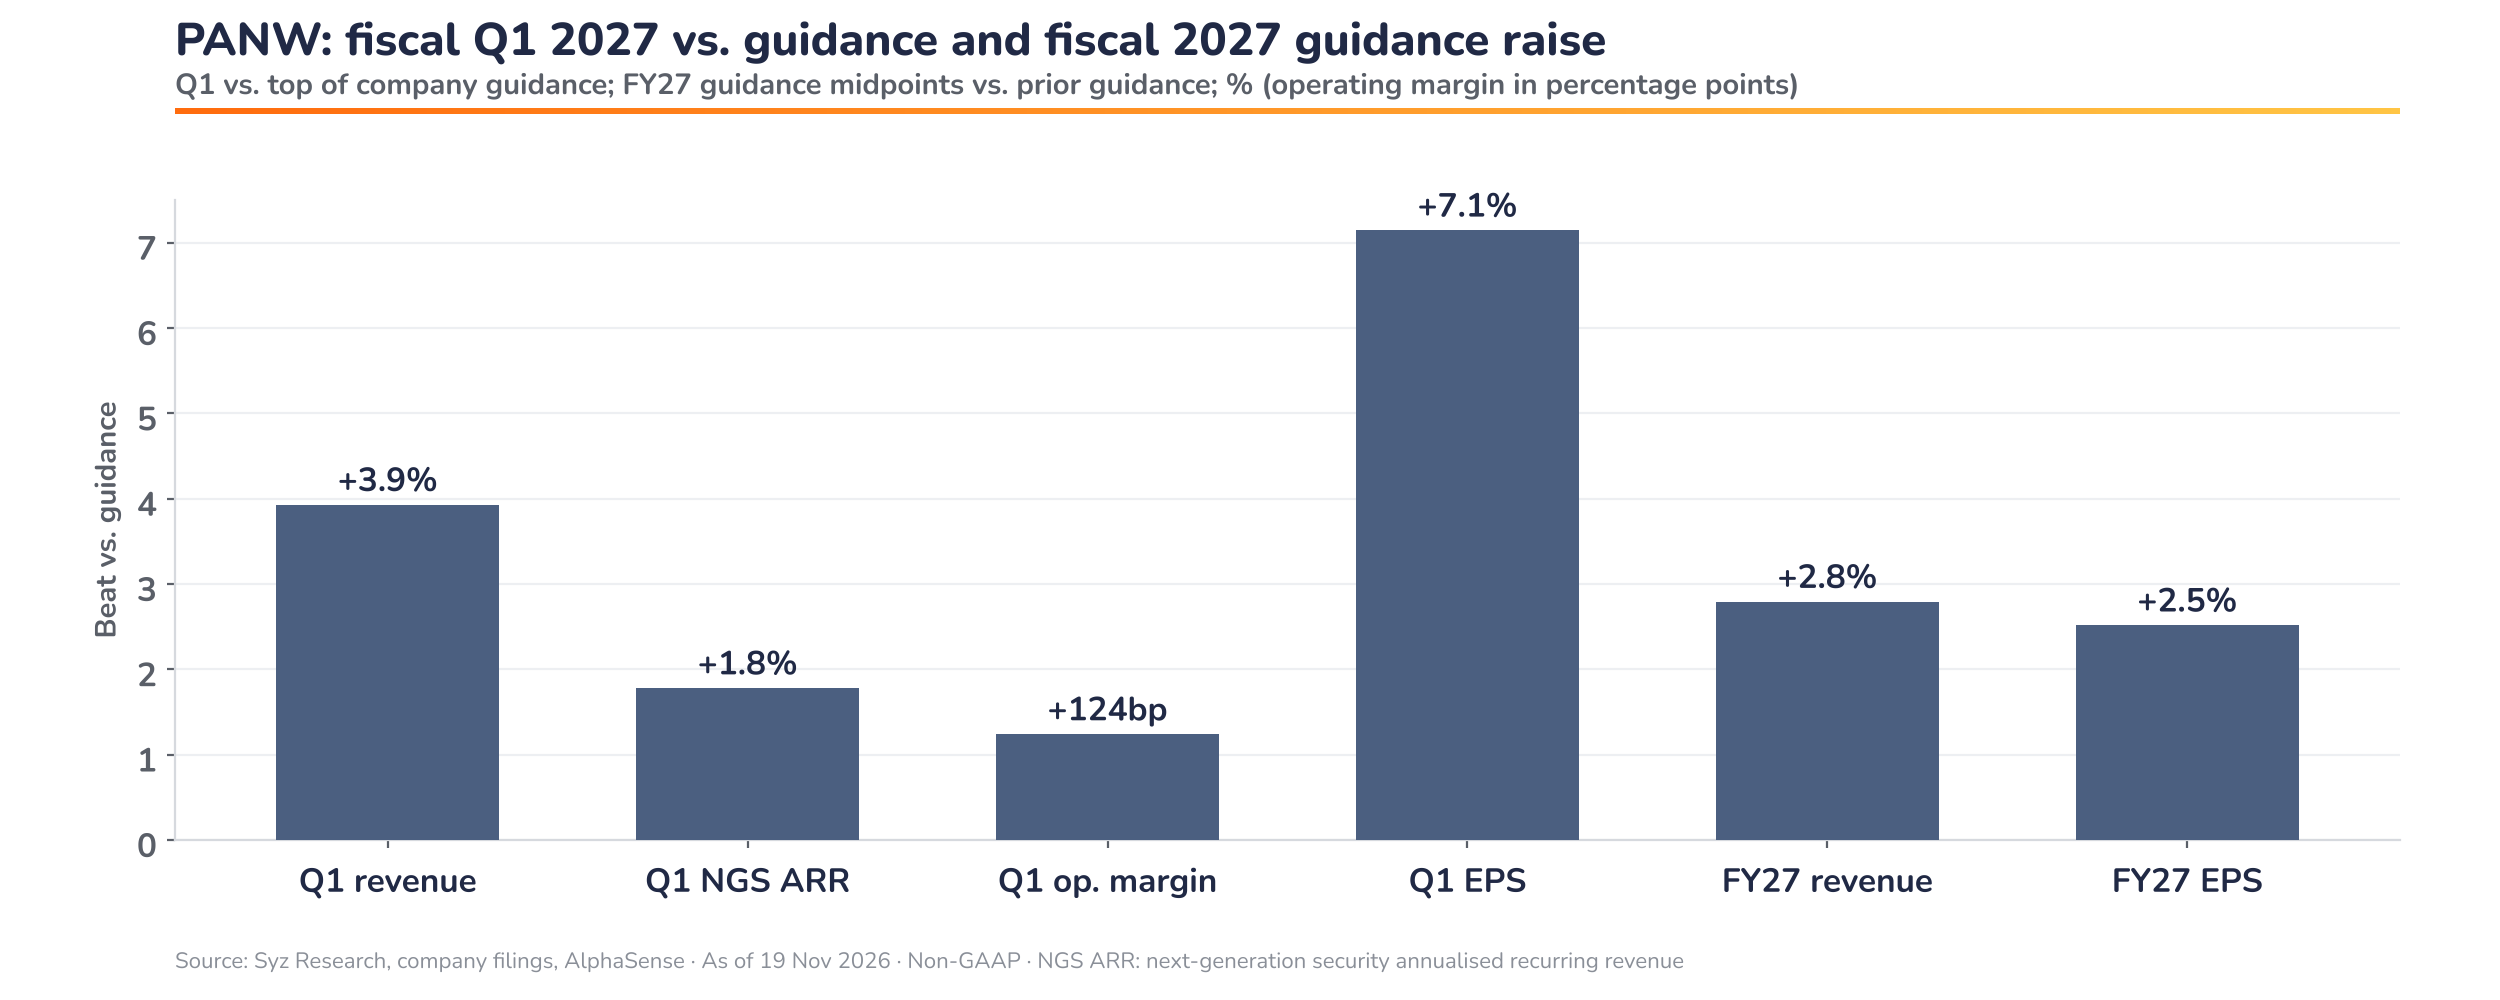 PANW: fiscal Q1 2027 vs. guidance and fiscal 2027 guidance raise
Q1 vs. top of company guidance; FY27 guidance midpoints vs. prior guidance; % (operating margin in percentage points)
Beat vs. guidance
7
6
5
4
3
2
1
0
+3.9%
+1.8%
+124bp
+7.1%
+2.8%
+2.5%
Q1 revenue
Q1 NGS ARR
Q1 op. margin
Q1 EPS
FY27 revenue
FY27 EPS
Source: Syz Research, company filings, AlphaSense · As of 19 Nov 2026 · Non-GAAP · NGS ARR: next-generation security annualised recurring revenue